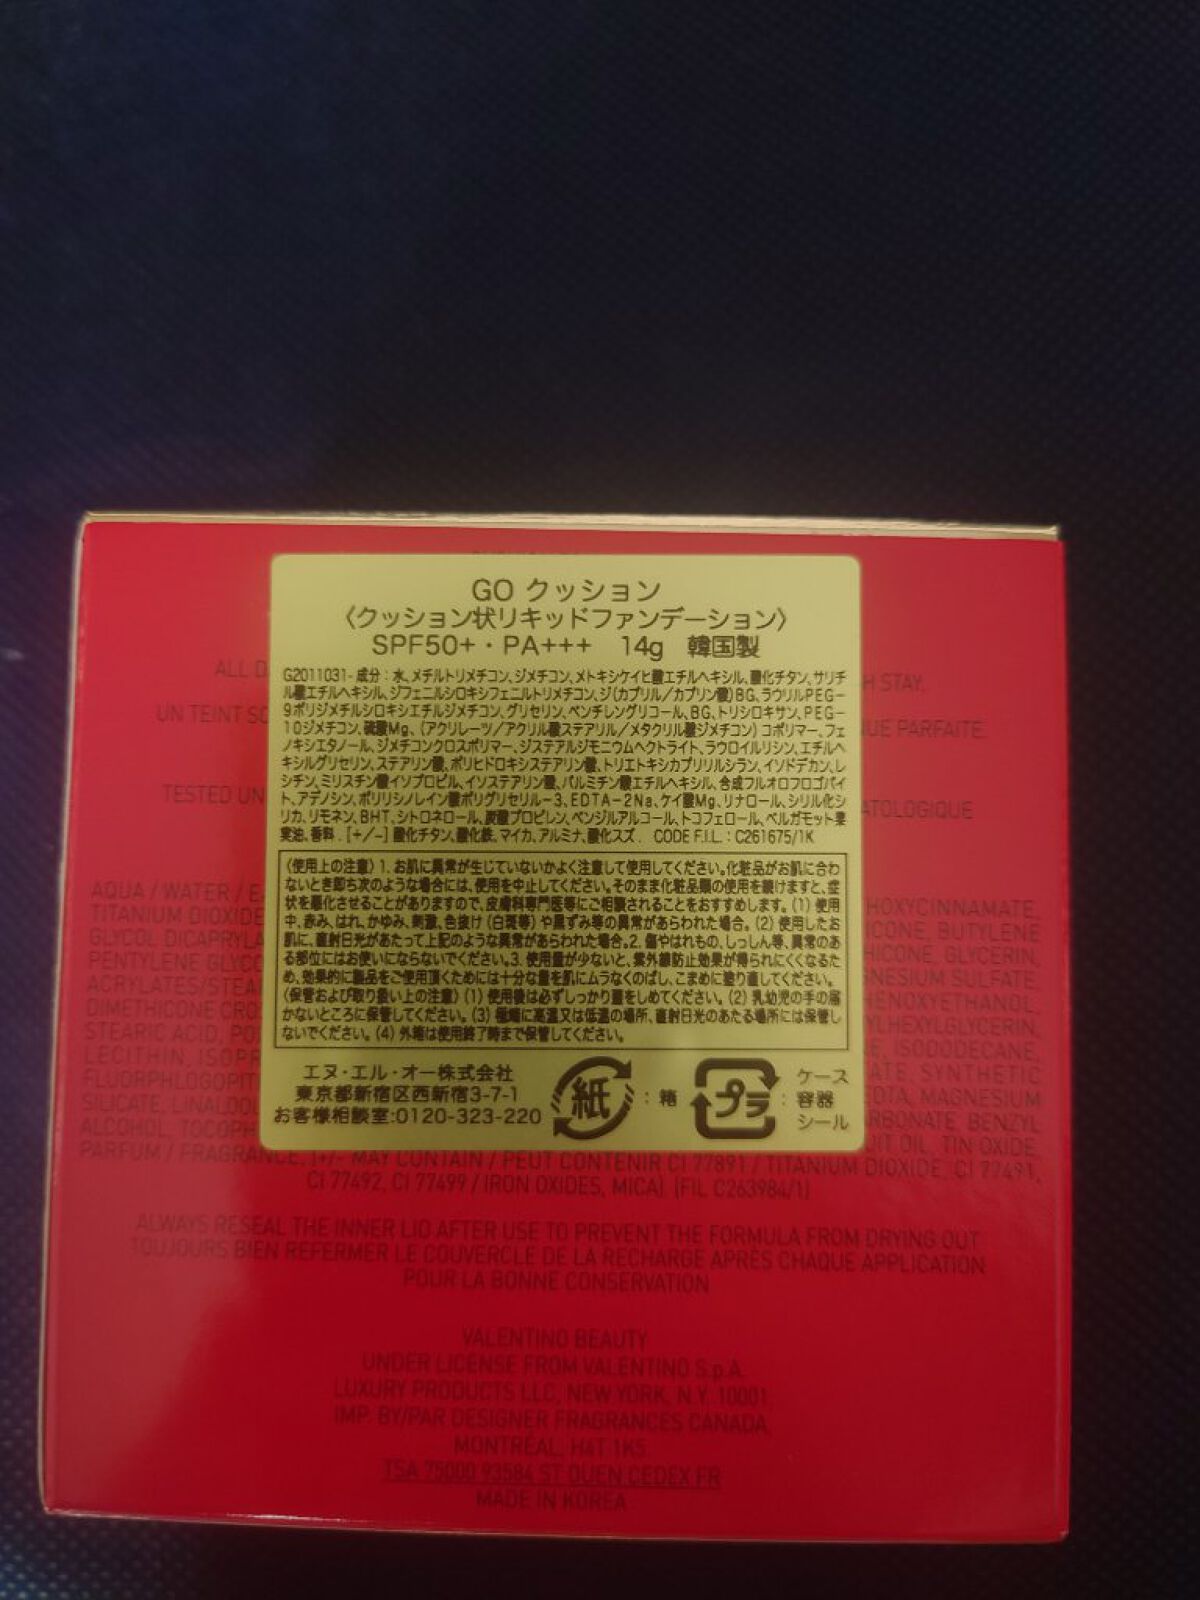 GO クッション
〈クッション状リキッドファンデーション〉
SPF50+・PA+++ 14g 韓国製
G2011031- 成分：水、メチルトリメチコン、ジメチコン、メトキシケイヒ酸エチルヘキシル、酸化チタン、サリチ
ル酸エチルヘキシル、ジフェニルシロキシフェニルトリメチコン、ジ(カプリル/カプリン酸)BG、ラウリルPEG-
9ポリジメチルシロキシエチルジメチコン、グリセリン、ペンチレングリコール、BG、トリシロキサン、PEG-
10ジメチコン、硫酸Mg、(アクリレーツ/アクリル酸ステアリル/メタクリル酸ジメチコン)コポリマー、フェ
ノキシエタノール、ジメチコンクロスポリマー、ジステアルジモニウムヘクトライト、ラウロイルリシン、エチルヘ
キシルグリセリン、ステアリン酸、ポリヒドロキシステアリン酸、トリエトキシカプリリルシラン、イソドデカン、レ
シチン、ミリスチン酸イソプロピル、イソステアリン酸、パルミチン酸エチルヘキシル、合成フルオロフロゴパイ
ト、アデノシン、ポリリシノレイン酸ポリグリセリル-3、EDTA-2Na、ケイ酸Mg、リナロール、シリル化シ
リカ、リモネン、BHT、シトロネロール、炭酸プロピレン、ベンジルアルコール、トコフェロール、ベルガモット果
実油、香料．[+/-]酸化チタン、酸化鉄、マイカ、アルミナ、酸化スズ． CODE F.I.L.：C261675/1K
〈使用上の注意〉1. お肌に異常が生じていないかよく注意して使用してください。化粧品がお肌に合わ
ないとき即ち次のような場合には、使用を中止してください。そのまま化粧品類の使用を続けますと、症
状を悪化させることがありますので、皮膚科専門医等にご相談されることをおすすめします。(1) 使用
中、赤み、はれ、かゆみ、刺激、色抜け(白斑等)や黒ずみ等の異常があらわれた場合。(2) 使用したお
肌に、直射日光があたって上記のような異常があらわれた場合。2. 傷やはれもの、しっしん等、異常のあ
る部位にはお使いにならないでください。3. 使用量が少ないと、紫外線防止効果が得られにくくなるた
め、効果的に製品をご使用頂くためには十分な量を肌にムラなくのばし、こまめに塗り直してください。
〈保管および取り扱い上の注意〉(1) 使用後は必ずしっかり蓋をしめてください。(2) 乳幼児の手の届
かないところに保管してください。(3) 極端に高温又は低温の場所、直射日光のあたる場所には保管し
ないでください。(4) 外箱は使用終了時まで保管してください。
エヌ・エル・オー株式会社
東京都新宿区西新宿3-7-1
お客様相談室:0120-323-220
紙：箱
プラ：ケース
容器
シール
ALL D
H STAY.
UN TEINT SO
QUE PARFAITE.
TESTED UN
ATOLOGIQUE
AQUA / WATER / E
HOXYCINNAMATE,
TITANIUM DIOXIDE
ICONE, BUTYLENE
GLYCOL DICAPRYLA
HICONE, GLYCERIN,
PENTYLENE GLYCO
GNESIUM SULFATE,
ACRYLATES/STEA
HENOXYETHANOL,
DIMETHICONE CRO
YLHEXYLGLYCERIN,
STEARIC ACID, PO
E, ISODODECANE,
LECITHIN, ISOPR
ATE, SYNTHETIC
FLUORPHLOGOPIT
EDTA, MAGNESIUM
SILICATE, LINALOOL
RBONATE, BENZYL
ALCOHOL, TOCOPH
UIT OIL, TIN OXIDE,
PARFUM / FRAGRANCE. [+/- MAY CONTAIN / PEUT CONTENIR CI 77891 / TITANIUM DIOXIDE, CI 77491,
CI 77492, CI 77499 / IRON OXIDES, MICA]. (FIL C263984/1)
ALWAYS RESEAL THE INNER LID AFTER USE TO PREVENT THE FORMULA FROM DRYING OUT
TOUJOURS BIEN REFERMER LE COUVERCLE DE LA RECHARGE APRÈS CHAQUE APPLICATION
POUR LA BONNE CONSERVATION
VALENTINO BEAUTY
UNDER LICENSE FROM VALENTINO S.p.A.
LUXURY PRODUCTS LLC, NEW YORK, N.Y. 10001
IMP. BY/PAR DESIGNER FRAGRANCES CANADA,
MONTRÉAL, H4T 1K5
TSA 75000 93584 ST OUEN CEDEX FR
MADE IN KOREA